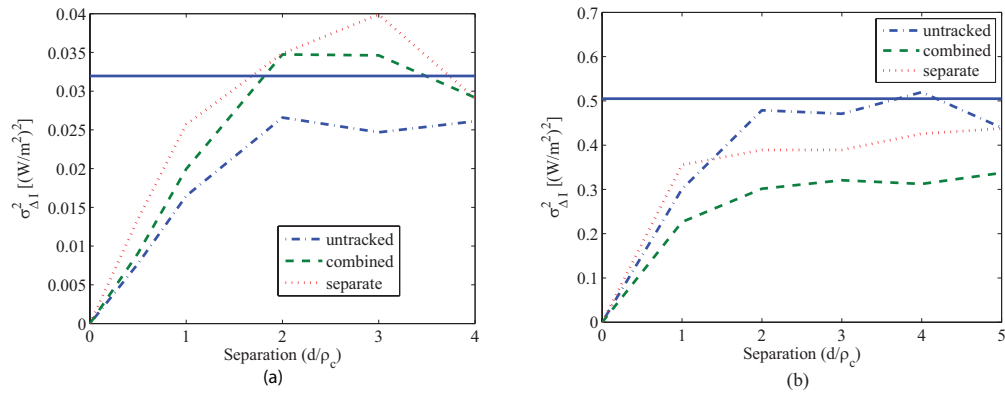 0.04
0.035
0.03
0.025
0.02
0.015
0.01
0.005
0
σ²ΔI [(W/m²)²]
untracked
combined
separate
0 1 2 3 4
Separation (d/ρc)
(a)
0.7
0.6
0.5
0.4
0.3
0.2
0.1
0
σ²ΔI [(W/m²)²]
untracked
combined
separate
0 1 2 3 4 5
Separation (d/ρc)
(b)